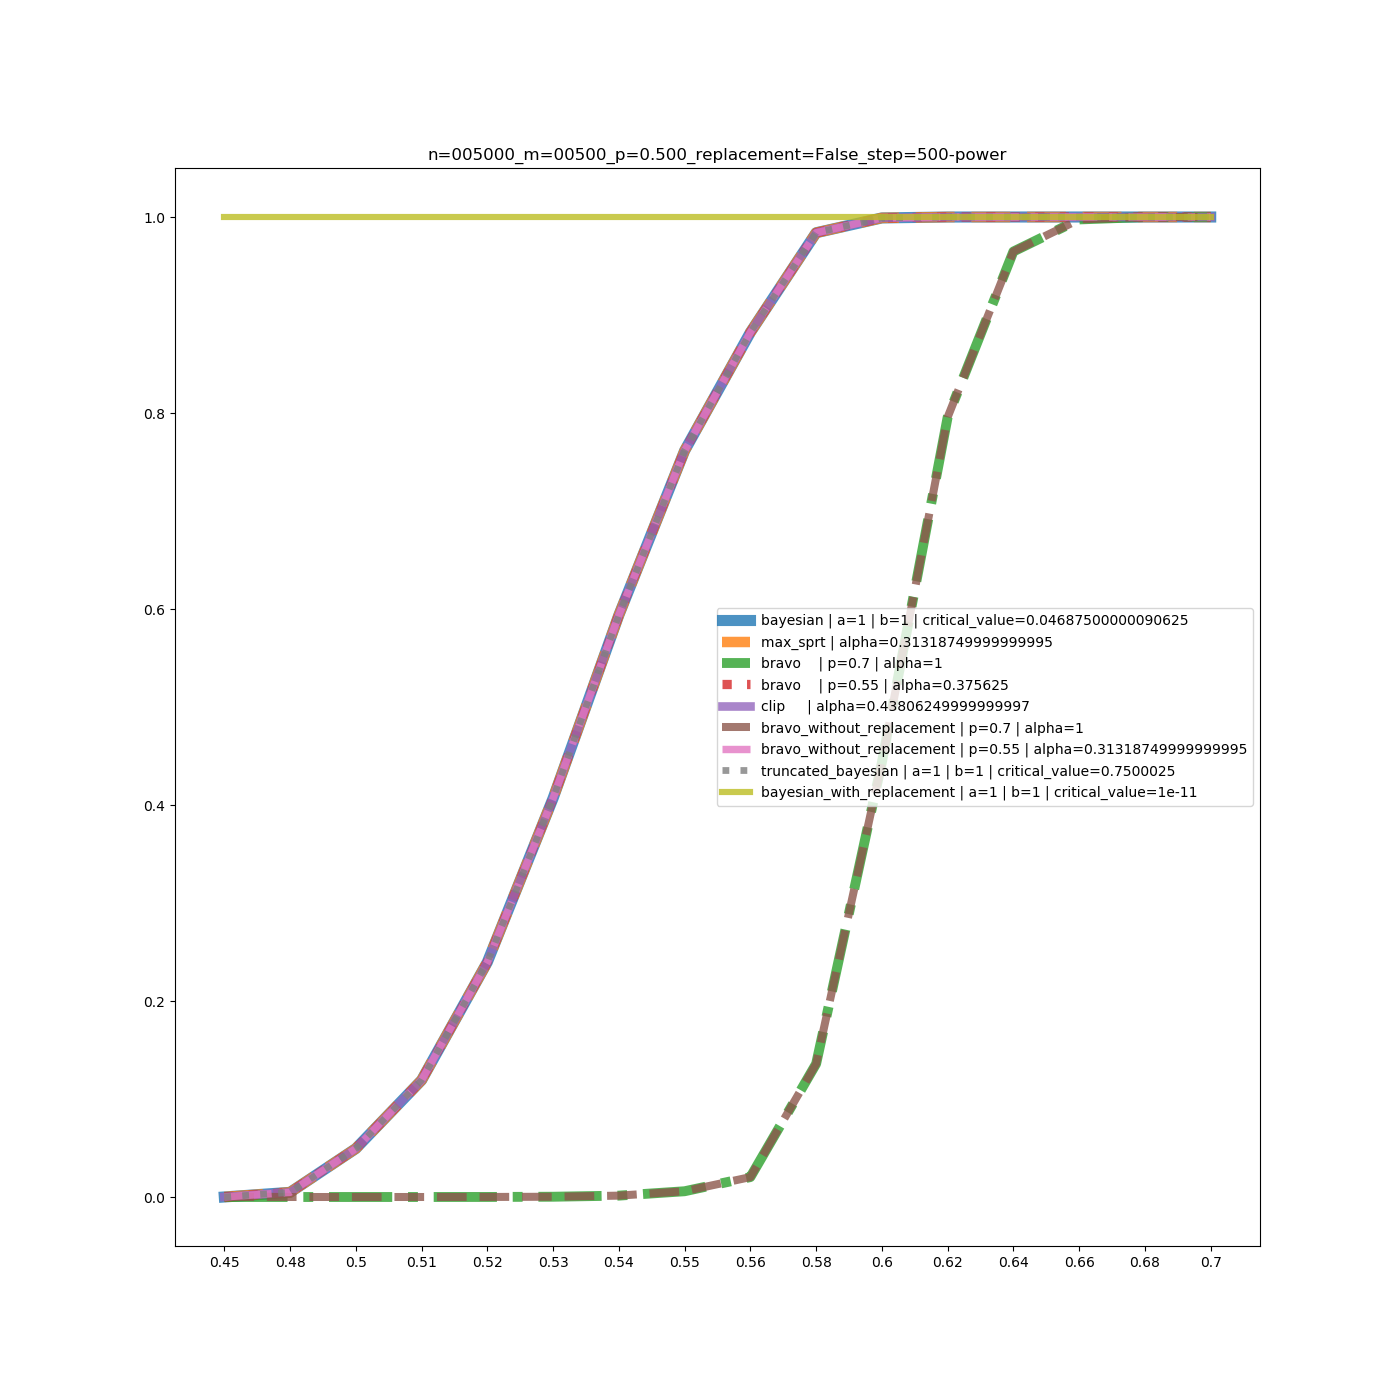 n=005000_m=00500_p=0.500_replacement=False_step=500-power
1.0
0.8
0.6
0.4
0.2
0.0
bayesian | a=1 | b=1 | critical_value=0.04687500000090625
max_sprt | alpha=0.31318749999999995
bravo | p=0.7 | alpha=1
bravo | p=0.55 | alpha=0.375625
clip | alpha=0.43806249999999997
bravo_without_replacement | p=0.7 | alpha=1
bravo_without_replacement | p=0.55 | alpha=0.31318749999999995
truncated_bayesian | a=1 | b=1 | critical_value=0.7500025
bayesian_with_replacement | a=1 | b=1 | critical_value=1e-11
0.45 0.48 0.5 0.51 0.52 0.53 0.54 0.55 0.56 0.58 0.6 0.62 0.64 0.66 0.68 0.7